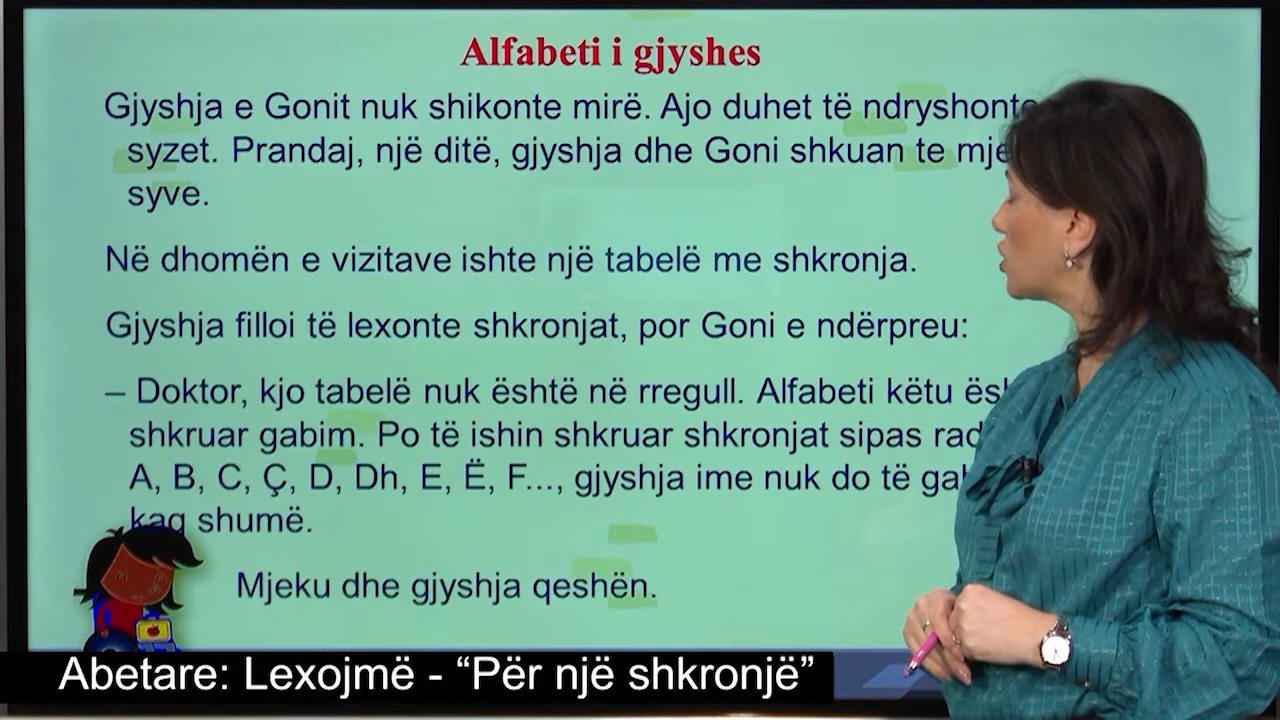 Alfabeti i gjyshes
Gjyshja e Gonit nuk shikonte mirë. Ajo duhet të ndryshonte
syzet. Prandaj, një ditë, gjyshja dhe Goni shkuan te
syve.
Në dhomën e vizitave ishte një tabelë me shkronja.
Gjyshja filloi të lexonte shkronjat, por Goni e ndërpreu:
– Doktor, kjo tabelë nuk është në rregull. Alfabeti këtu
shkruar gabim. Po të ishin shkruar shkronjat sipas
A, B, C, Ç, D, Dh, E, Ë, F..., gjyshja ime nuk do të
kaq shumë.
Mjeku dhe gjyshja qeshën.
Abetare: Lexojmë - “Për një shkronjë”